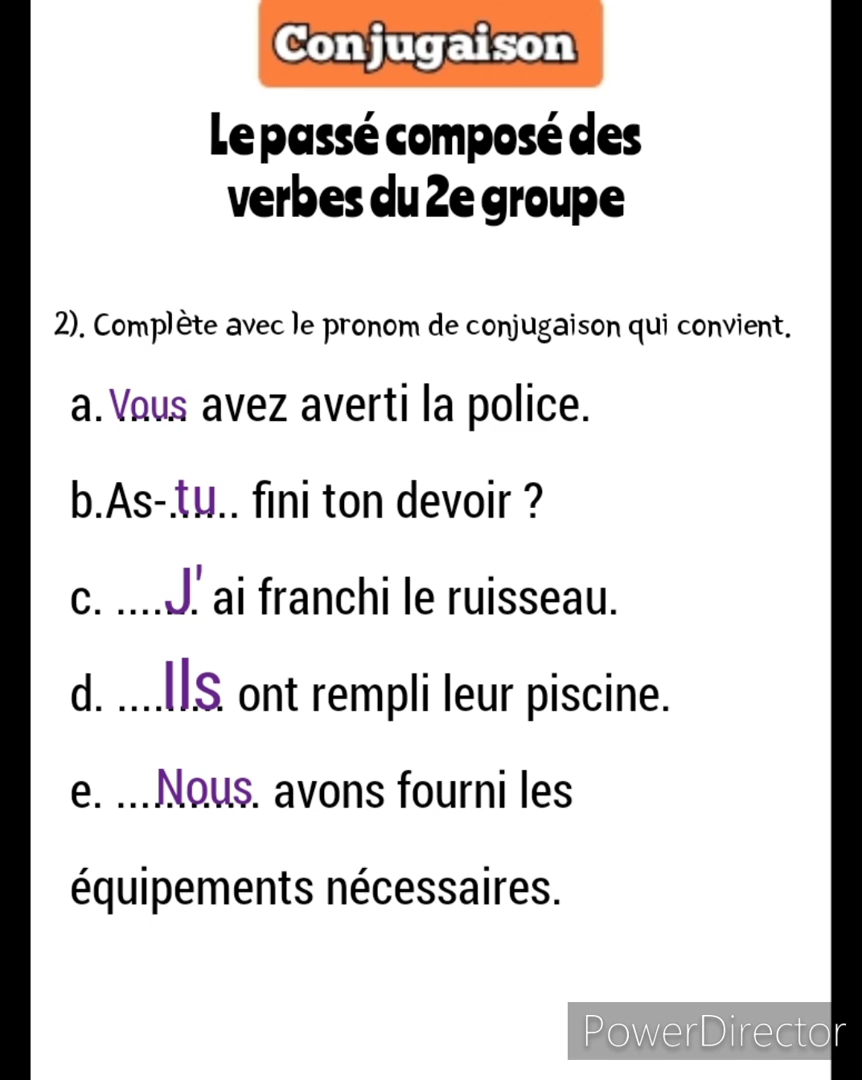 Conjugaison
Le passé composé des
verbes du 2e groupe
2). Complète avec le pronom de conjugaison qui convient.
a. Vous avez averti la police.
b.As-.tu.. fini ton devoir ?
c. ....J'. ai franchi le ruisseau.
d. ....Ils ont rempli leur piscine.
e. ...Nous. avons fourni les
équipements nécessaires.
PowerDirector